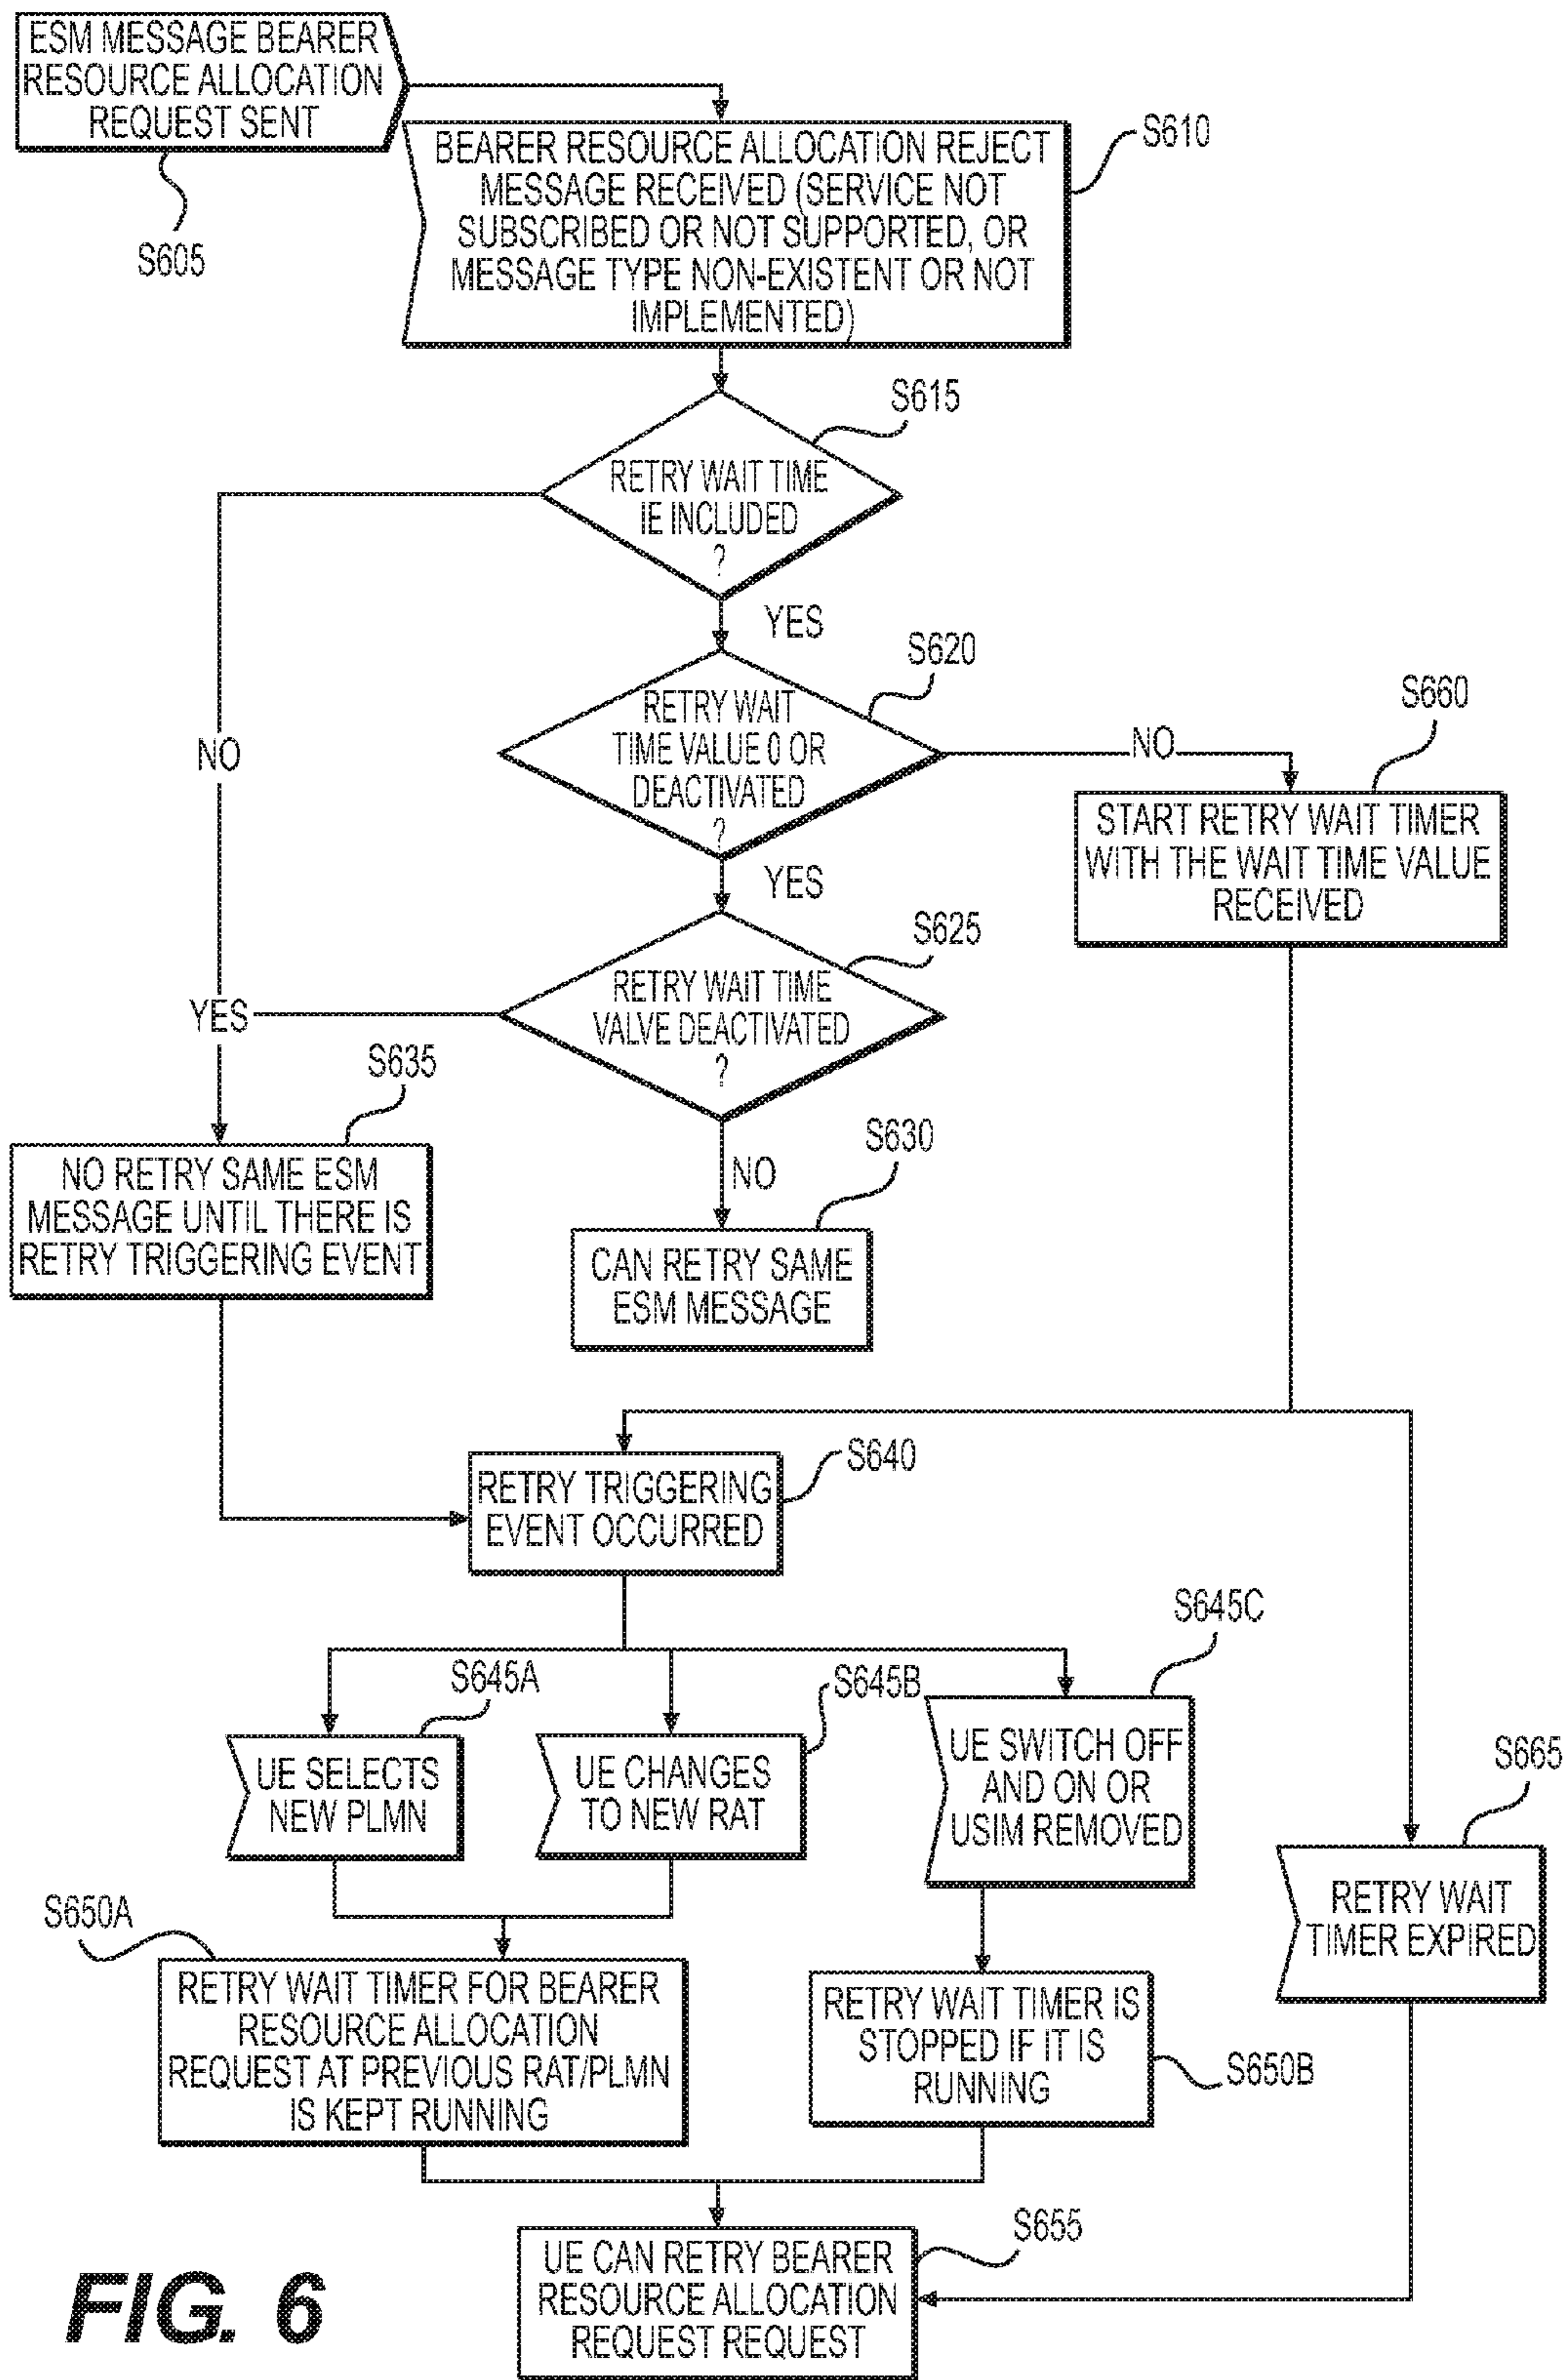 ESM MESSAGE BEARER
RESOURCE ALLOCATION
REQUEST SENT
S605
BEARER RESOURCE ALLOCATION REJECT
MESSAGE RECEIVED (SERVICE NOT
SUBSCRIBED OR NOT SUPPORTED, OR
MESSAGE TYPE NON-EXISTENT OR NOT
IMPLEMENTED)
S610
RETRY WAIT TIME
IE INCLUDED
?
S615
NO
YES
RETRY WAIT
TIME VALUE 0 OR
DEACTIVATED
?
S620
NO
S660
START RETRY WAIT TIMER
WITH THE WAIT TIME VALUE
RECEIVED
YES
RETRY WAIT TIME
VALVE DEACTIVATED
?
S625
YES
S635
NO RETRY SAME ESM
MESSAGE UNTIL THERE IS
RETRY TRIGGERING EVENT
NO
S630
CAN RETRY SAME
ESM MESSAGE
RETRY TRIGGERING
EVENT OCCURRED
S640
S645A
UE SELECTS
NEW PLMN
S645B
UE CHANGES
TO NEW RAT
S645C
UE SWITCH OFF
AND ON OR
USIM REMOVED
S665
RETRY WAIT
TIMER EXPIRED
S650A
RETRY WAIT TIMER FOR BEARER
RESOURCE ALLOCATION
REQUEST AT PREVIOUS RAT/PLMN
IS KEPT RUNNING
RETRY WAIT TIMER IS
STOPPED IF IT IS
RUNNING
S650B
UE CAN RETRY BEARER
RESOURCE ALLOCATION
REQUEST REQUEST
S655
FIG. 6